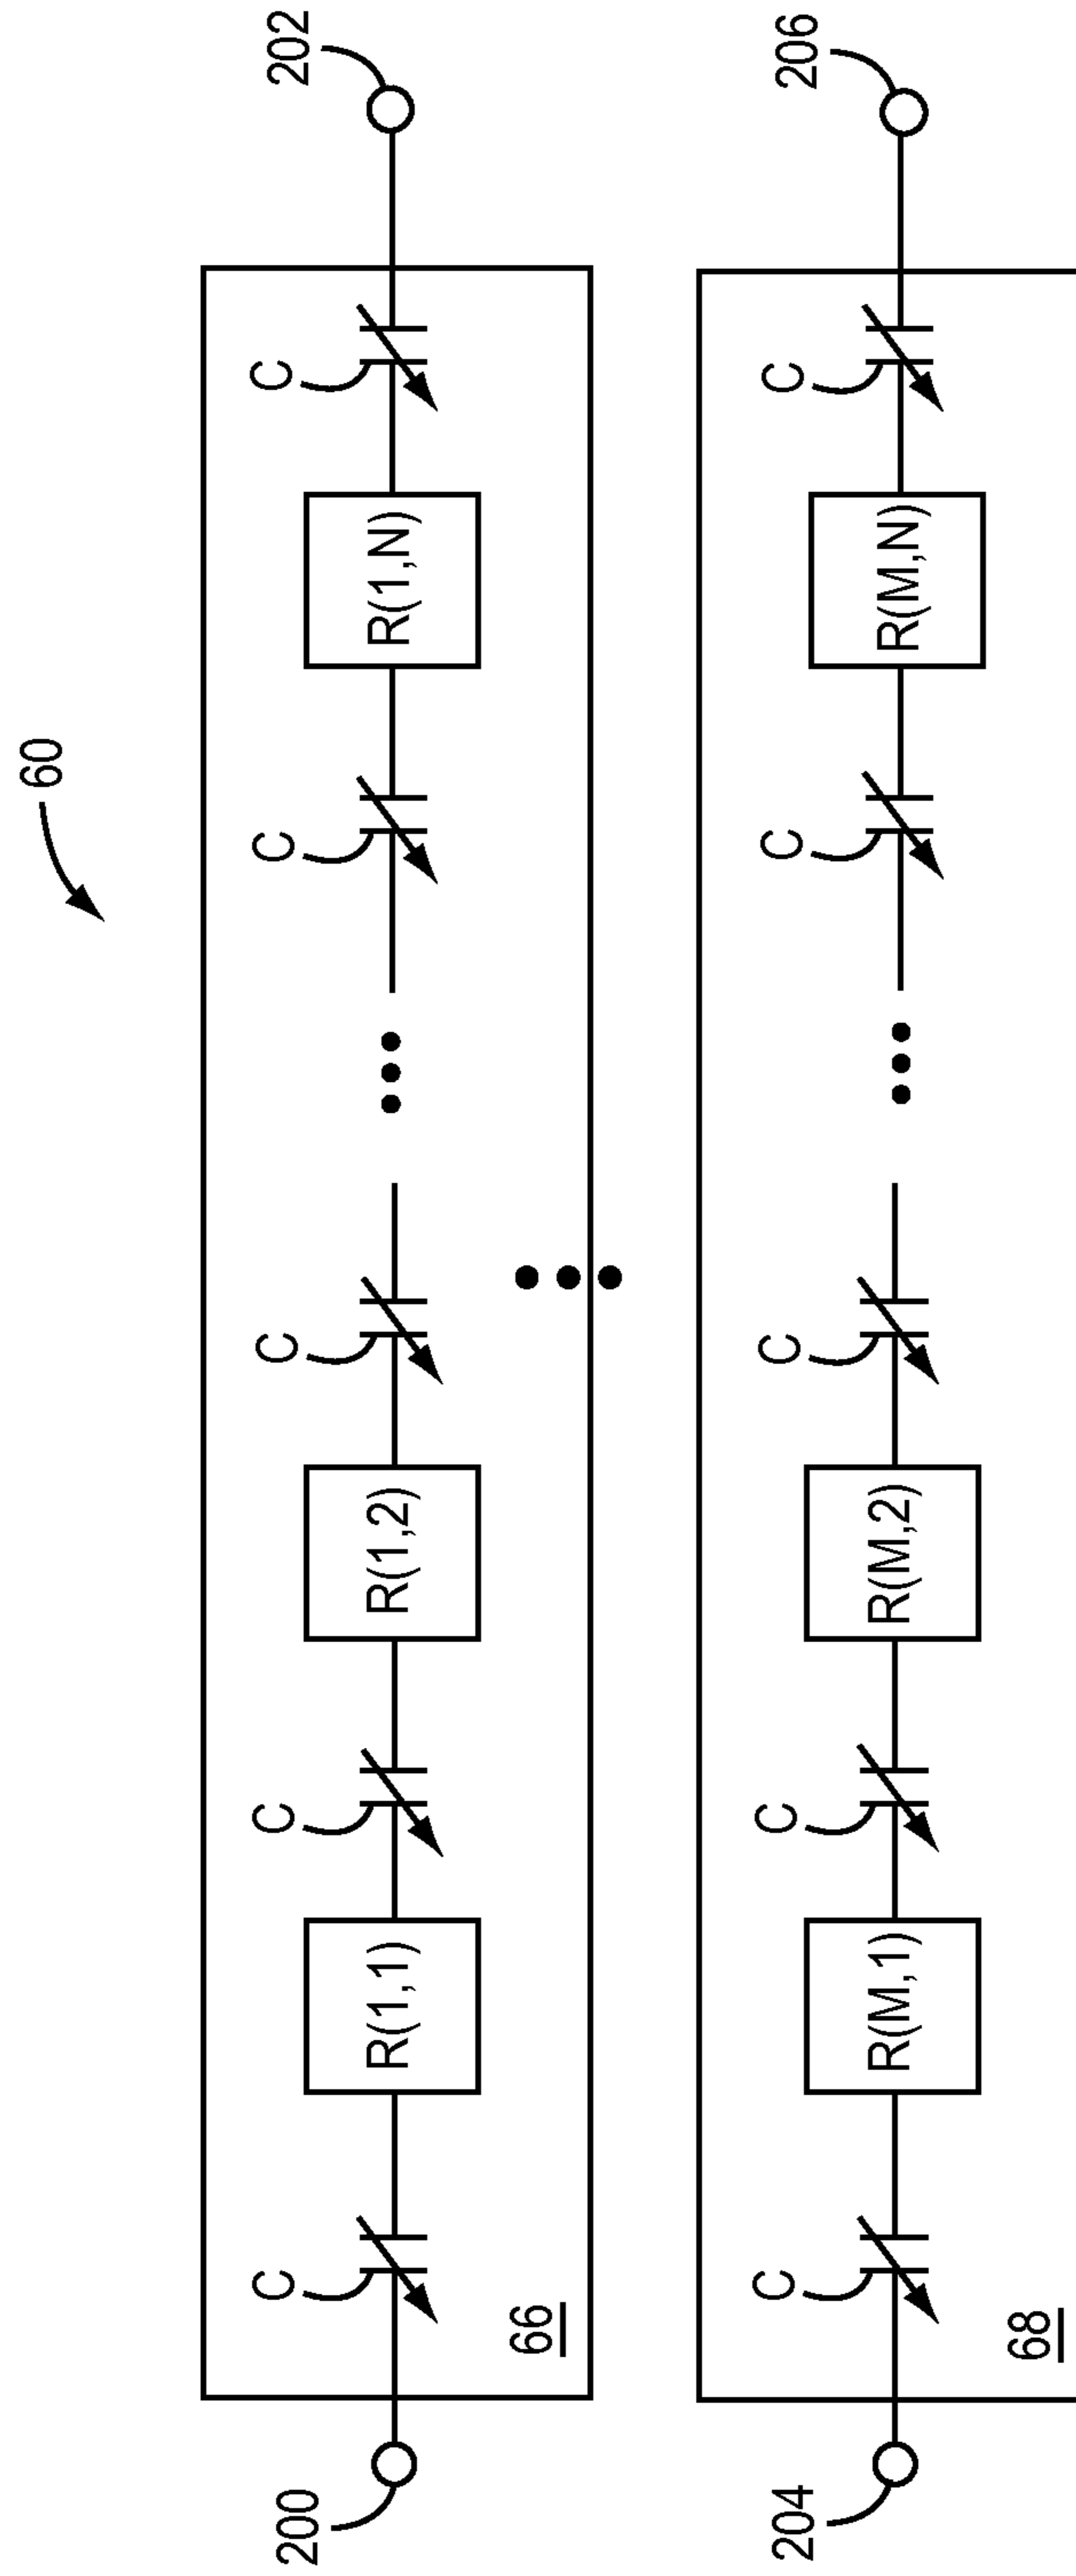 60
C
C
C
C
C
200
R(1,1)
R(1,2)
R(1,N)
202
66
C
C
C
C
C
204
R(M,1)
R(M,2)
R(M,N)
206
68